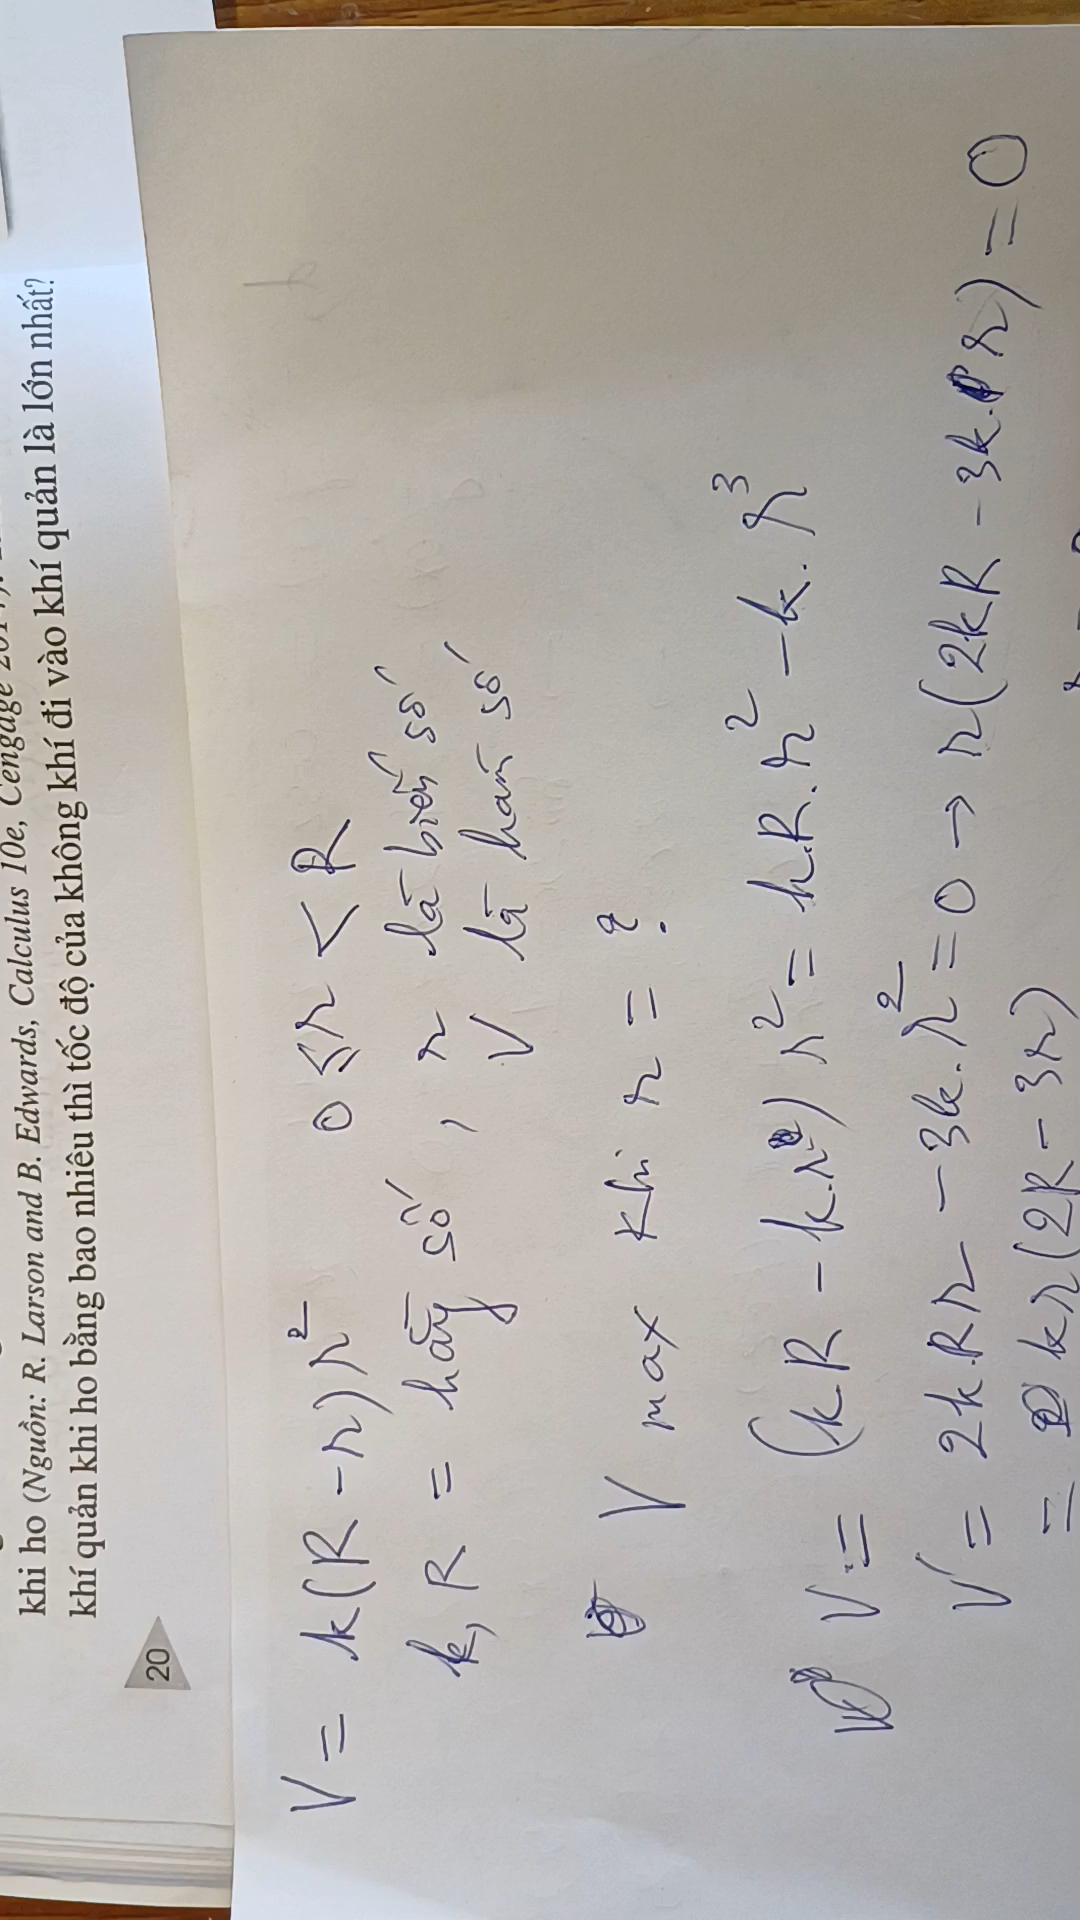 khi ho (Nguồn: R. Larson and B. Edwards, Calculus 10e, Cengage
khí quản khi ho bằng bao nhiêu thì tốc độ của không khí đi vào khí quản là lớn nhất?
20
V = k(R - r)r² 0 ≤ r < R
k, R = hằng số, r là biến số
V là hàm số
V max khi r = ?
V = (kR - k.r) r² = kR.r² - k.r³
V' = 2kRr - 3k.r² = 0 → r(2kR - 3k.r) = 0
= kr(2R - 3r)